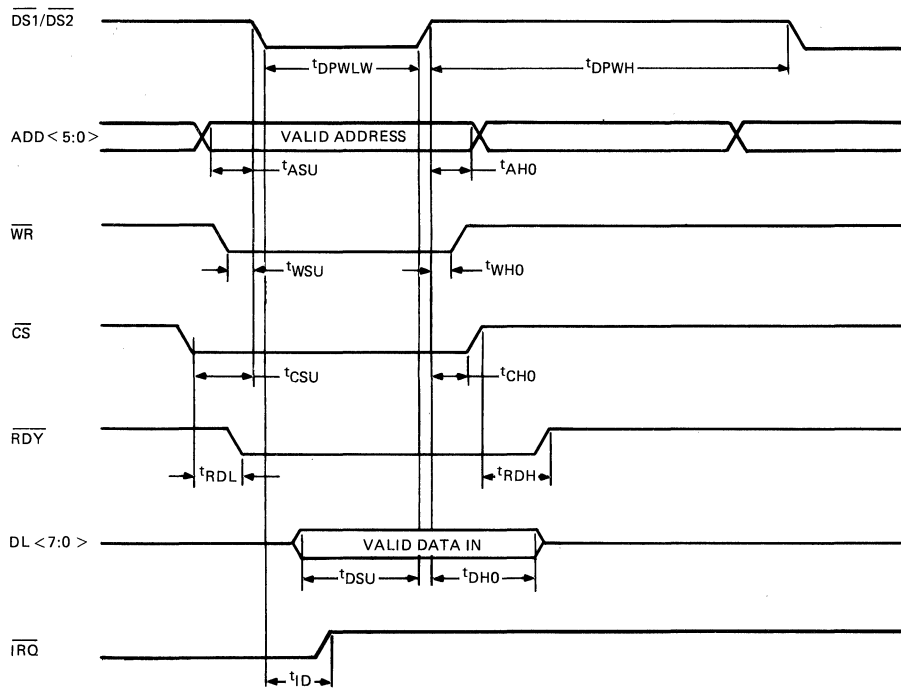 DS1/DS2
tDPWLW
tDPWH
ADD<5:0>
VALID ADDRESS
tASU
tAH0
WR
tWSU
tWH0
CS
tCSU
tCH0
RDY
tRDL
tRDH
DL<7:0>
VALID DATA IN
tDSU
tDH0
IRQ
tID